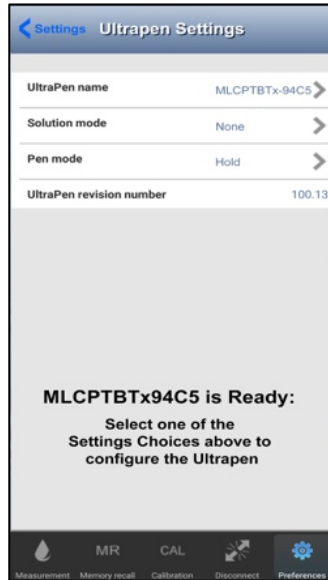 Settings Ultrapen Settings
UltraPen name MLCPTBTx-94C5
Solution mode None
Pen mode Hold
UltraPen revision number 100.13
MLCPTBTx94C5 is Ready:
Select one of the
Settings Choices above to
configure the Ultrapen
MR CAL
Measurement Memory recall Calibration Disconnect Preferences